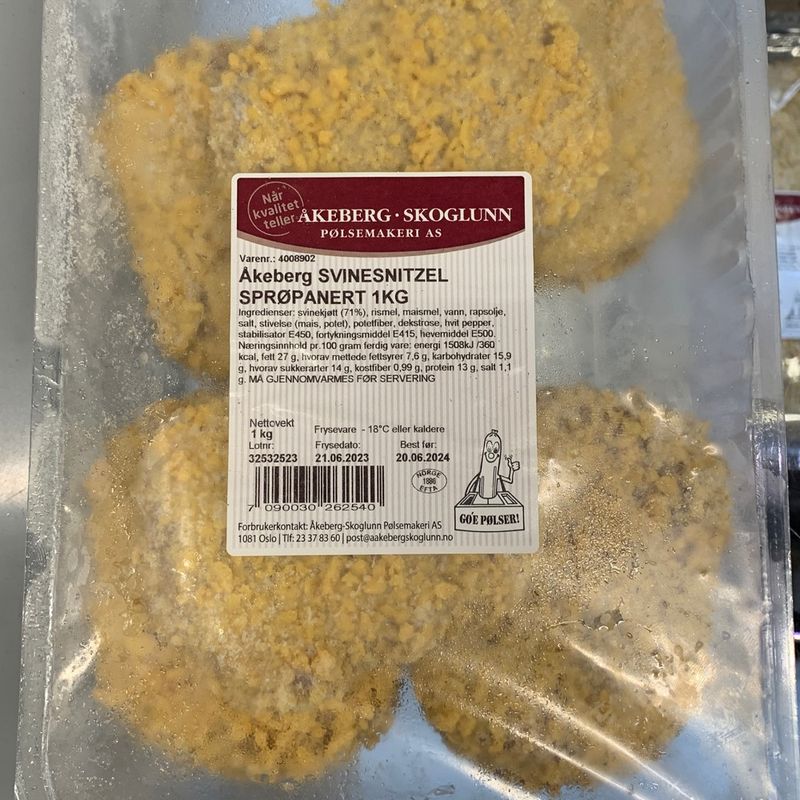 Når
kvalitet
teller.
ÅKEBERG · SKOGLUNN
PØLSEMAKERI AS
Varenr.: 4008902
Åkeberg SVINESNITZEL
SPRØPANERT 1KG
Ingredienser: svinekjøtt (71%), rismel, maismel, vann, rapsolje,
salt, stivelse (mais, potet), potetfiber, dekstrose, hvit pepper,
stabilisator E450, fortykningsmiddel E415, hevemiddel E500.
Næringsinnhold pr.100 gram ferdig vare: energi 1508kJ /360
kcal, fett 27 g, hvorav mettede fettsyrer 7,6 g, karbohydrater 15,9
g, hvorav sukkerarter 14 g, kostfiber 0,99 g, protein 13 g, salt 1,1
g. MÅ GJENNOMVARMES FØR SERVERING
Nettovekt
1 kg
Frysevare - 18°C eller kaldere
Lotnr: Frysedato: Best før:
32532523 21.06.2023 20.06.2024
NORGE
1886
EFTA
7 090030 262540
GO'E PØLSER!
Forbrukerkontakt: Åkeberg-Skoglunn Pølsemakeri AS
1081 Oslo | Tlf: 23 37 83 60 | post@aakebergskoglunn.no